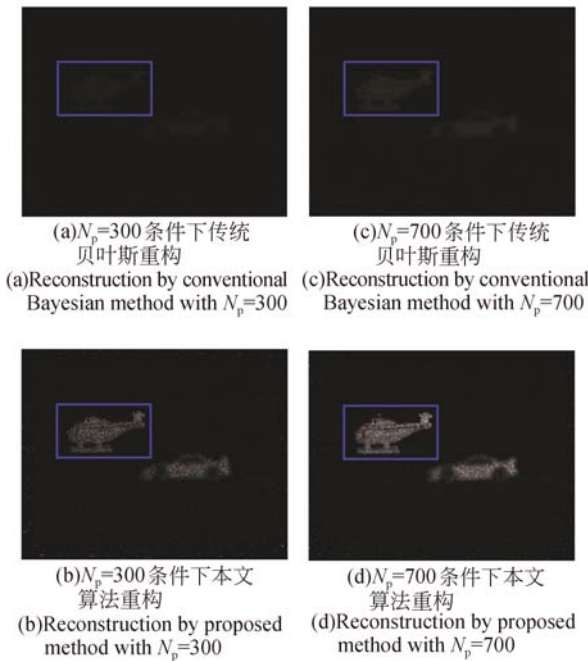 (a)Nₚ=300条件下传统
贝叶斯重构
(a)Reconstruction by conventional
Bayesian method with Nₚ=300
(c)Nₚ=700条件下传统
贝叶斯重构
(c)Reconstruction by conventional
Bayesian method with Nₚ=700
(b)Nₚ=300条件下本文
算法重构
(b)Reconstruction by proposed
method with Nₚ=300
(d)Nₚ=700条件下本文
算法重构
(d)Reconstruction by proposed
method with Nₚ=700